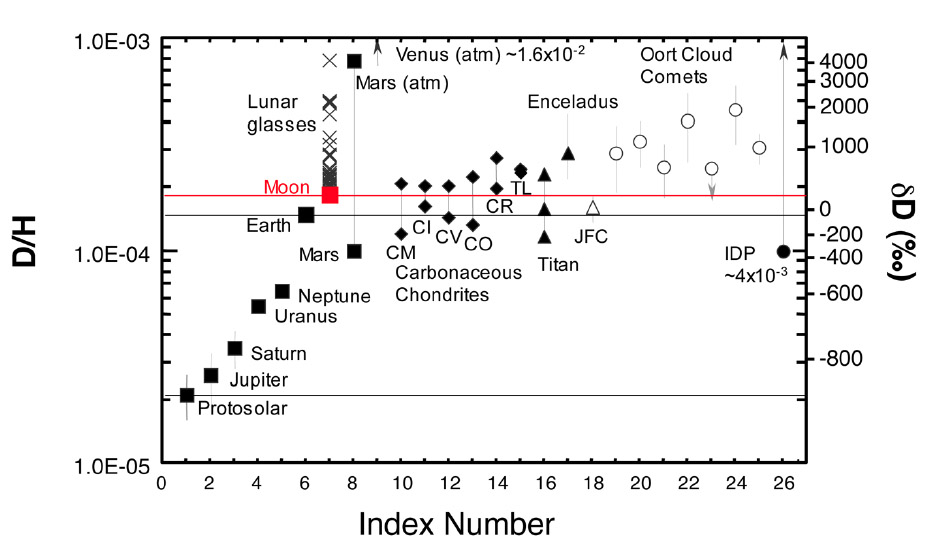 1.0E-03
1.0E-04
1.0E-05
D/H
Venus (atm) ~1.6x10-2
Mars (atm)
Oort Cloud
Comets
Enceladus
Lunar
glasses
Moon
Earth
Mars
TL
CR
CI
CV
CO
CM
JFC
Titan
Carbonaceous
Chondrites
IDP
~4x10-3
Neptune
Uranus
Saturn
Jupiter
Protosolar
4000
3000
2000
1000
0
-200
-400
-600
-800
δD (‰)
0 2 4 6 8 10 12 14 16 18 20 22 24 26
Index Number